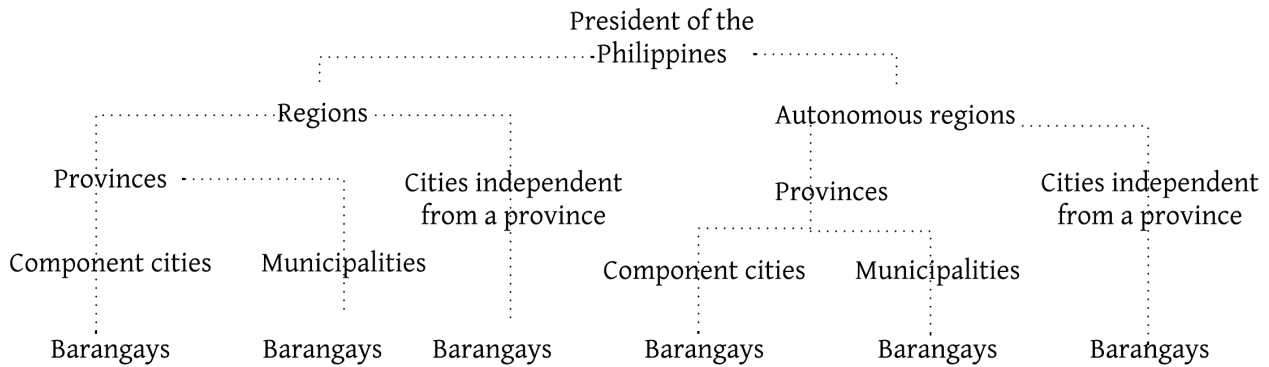 President of the
Philippines
Regions
Autonomous regions
Provinces
Cities independent
from a province
Provinces
Cities independent
from a province
Component cities
Municipalities
Component cities
Municipalities
Barangays
Barangays
Barangays
Barangays
Barangays
Barangays